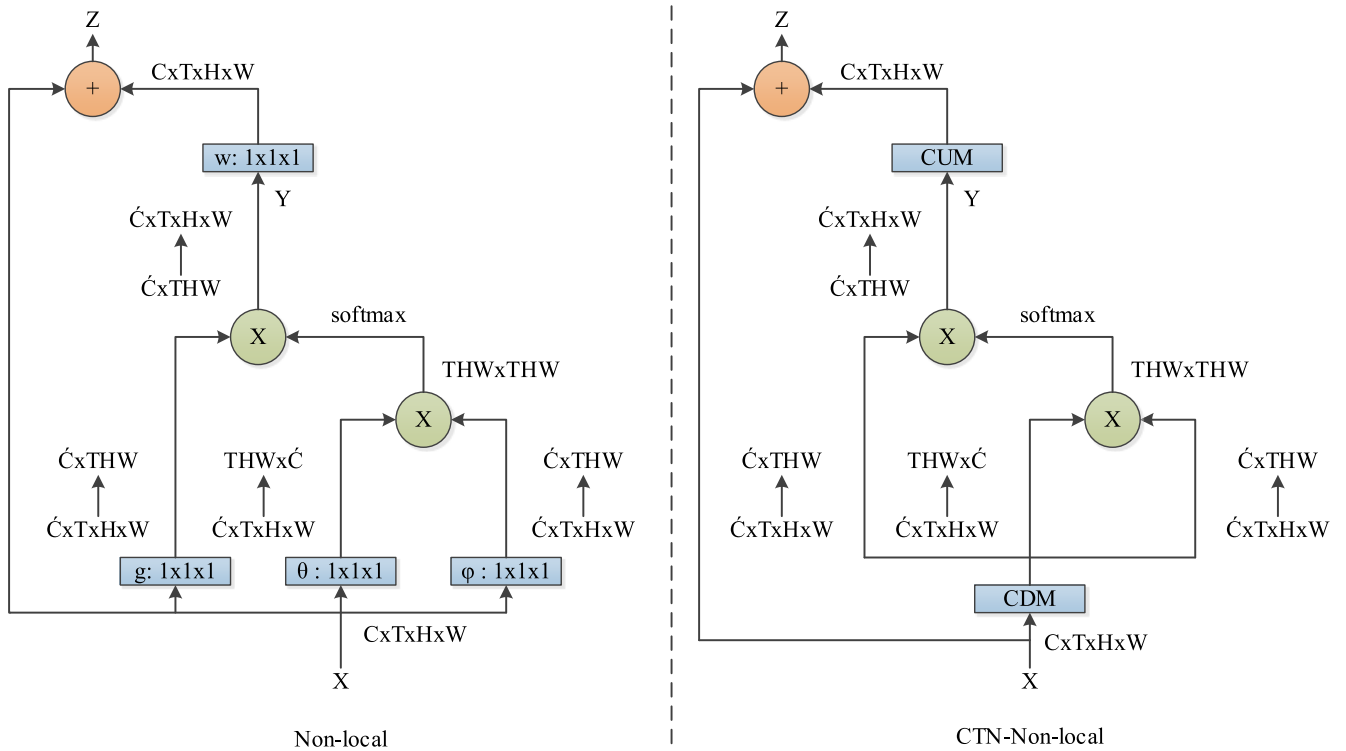 Z
CxTxHxW
+
w: 1x1x1
Y
ĆxTxHxW
ĆxTHW
softmax
X
THWxTHW
X
ĆxTHW
THWxĆ
ĆxTHW
ĆxTxHxW
ĆxTxHxW
ĆxTxHxW
g: 1x1x1
θ : 1x1x1
φ : 1x1x1
CxTxHxW
X
Non-local
Z
CxTxHxW
+
CUM
Y
ĆxTxHxW
ĆxTHW
softmax
X
THWxTHW
X
ĆxTHW
THWxĆ
ĆxTHW
ĆxTxHxW
ĆxTxHxW
ĆxTxHxW
CDM
CxTxHxW
X
CTN-Non-local